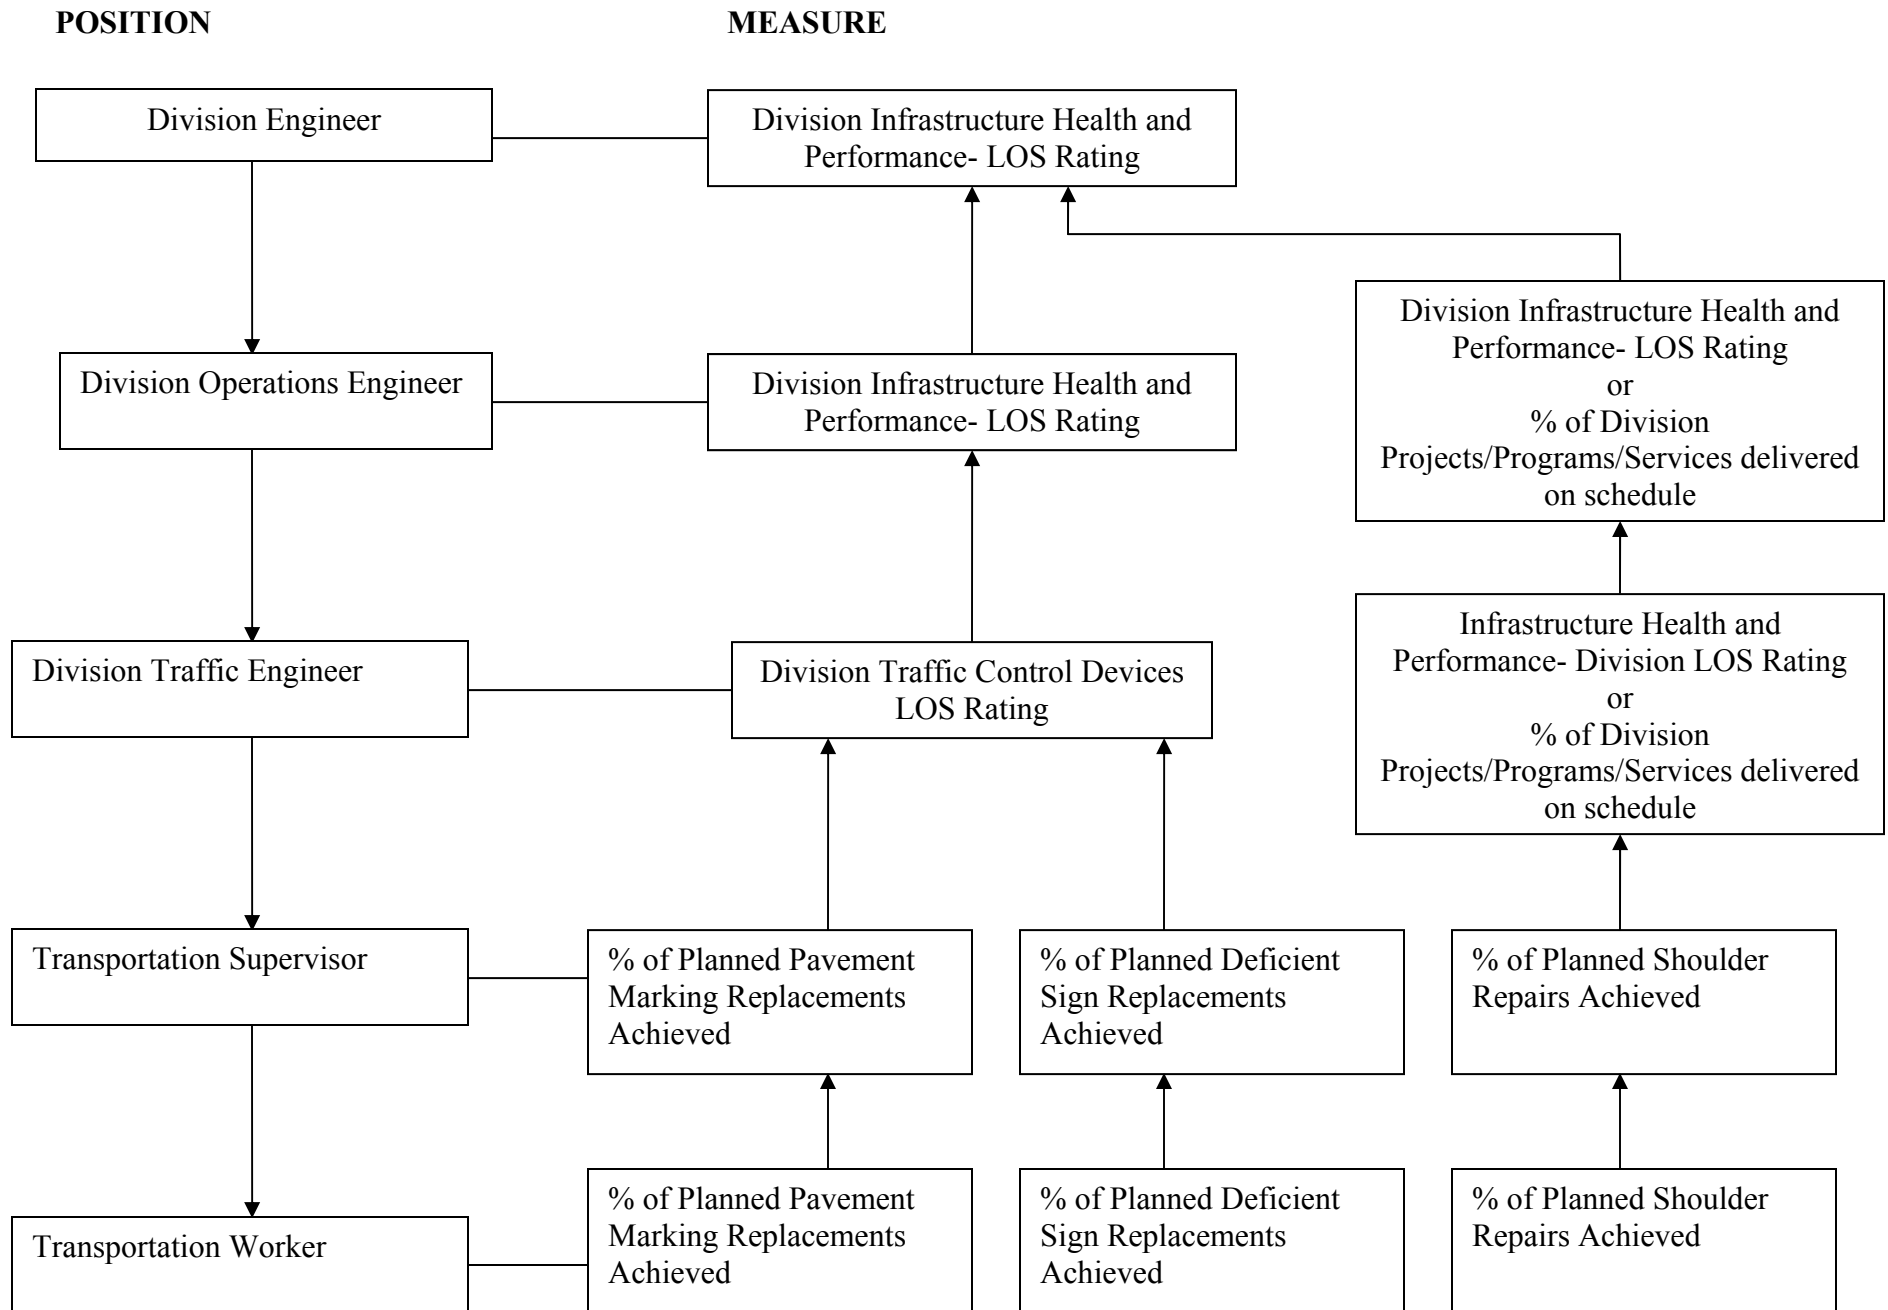 POSITION
MEASURE
Division Engineer
Division Infrastructure Health and
Performance- LOS Rating
Division Operations Engineer
Division Infrastructure Health and
Performance- LOS Rating
Division Infrastructure Health and
Performance- LOS Rating
or
% of Division
Projects/Programs/Services delivered
on schedule
Division Traffic Engineer
Division Traffic Control Devices
LOS Rating
Infrastructure Health and
Performance- Division LOS Rating
or
% of Division
Projects/Programs/Services delivered
on schedule
Transportation Supervisor
% of Planned Pavement
Marking Replacements
Achieved
% of Planned Deficient
Sign Replacements
Achieved
% of Planned Shoulder
Repairs Achieved
Transportation Worker
% of Planned Pavement
Marking Replacements
Achieved
% of Planned Deficient
Sign Replacements
Achieved
% of Planned Shoulder
Repairs Achieved